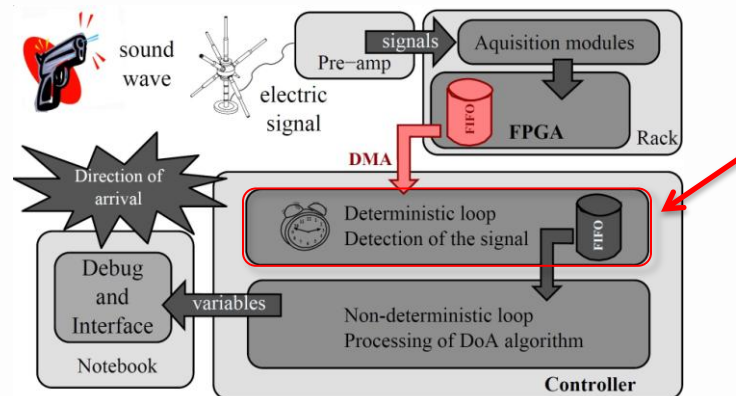 sound
wave
electric
signal
Pre-amp
signals
Aquisition modules
FIFO
FPGA
Rack
DMA
Direction of
arrival
Deterministic loop
Detection of the signal
FIFO
Debug
and
Interface
variables
Non-deterministic loop
Processing of DoA algorithm
Notebook
Controller